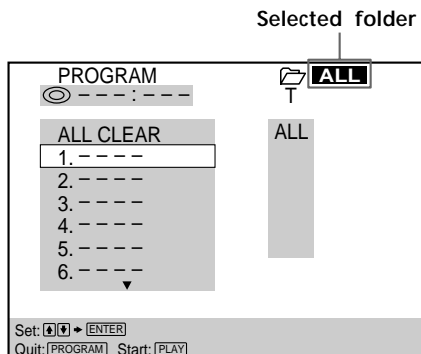 Selected folder
PROGRAM
ALL
– – – : – – –
T
ALL CLEAR
ALL
1. – – – –
2. – – – –
3. – – – –
4. – – – –
5. – – – –
6. – – – –
Set: ENTER
Quit: PROGRAM Start: PLAY